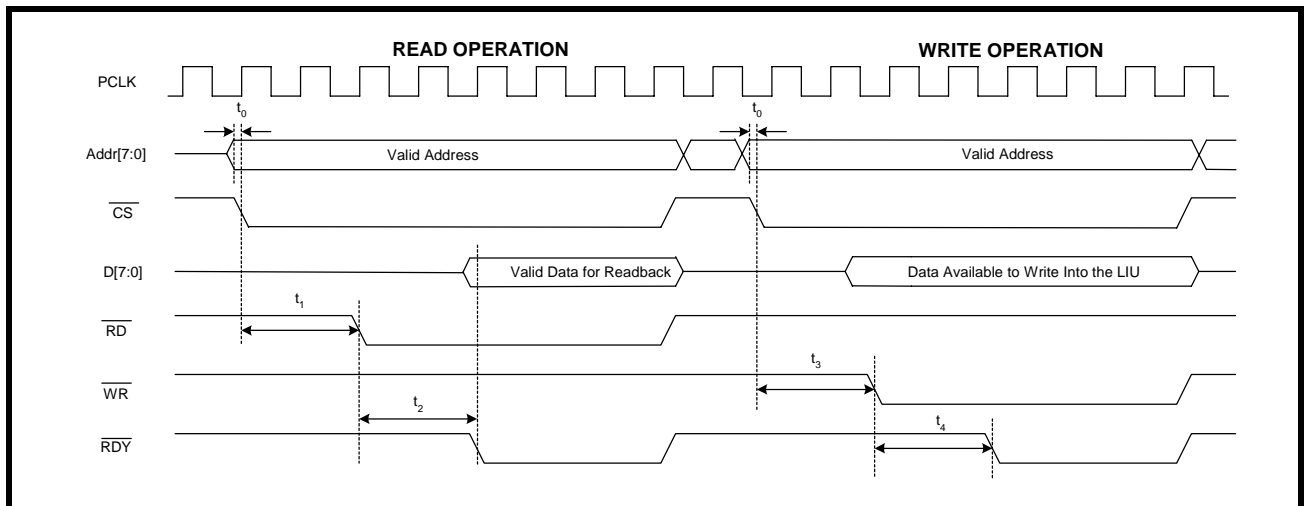 READ OPERATION WRITE OPERATION
PCLK
t0 t0
Addr[7:0] Valid Address Valid Address
CS
D[7:0] Valid Data for Readback Data Available to Write Into the LIU
t1
RD
t3
WR
t2
t4
RDY